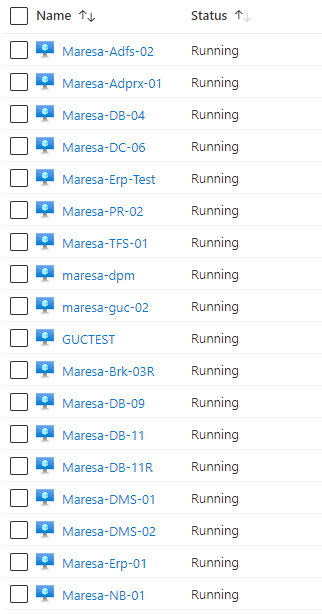 Name Status
Maresa-Adfs-02 Running
Maresa-Adprx-01 Running
Maresa-DB-04 Running
Maresa-DC-06 Running
Maresa-Erp-Test Running
Maresa-PR-02 Running
Maresa-TFS-01 Running
maresa-dpm Running
maresa-guc-02 Running
GUCTEST Running
Maresa-Brk-03R Running
Maresa-DB-09 Running
Maresa-DB-11 Running
Maresa-DB-11R Running
Maresa-DMS-01 Running
Maresa-DMS-02 Running
Maresa-Erp-01 Running
Maresa-NB-01 Running